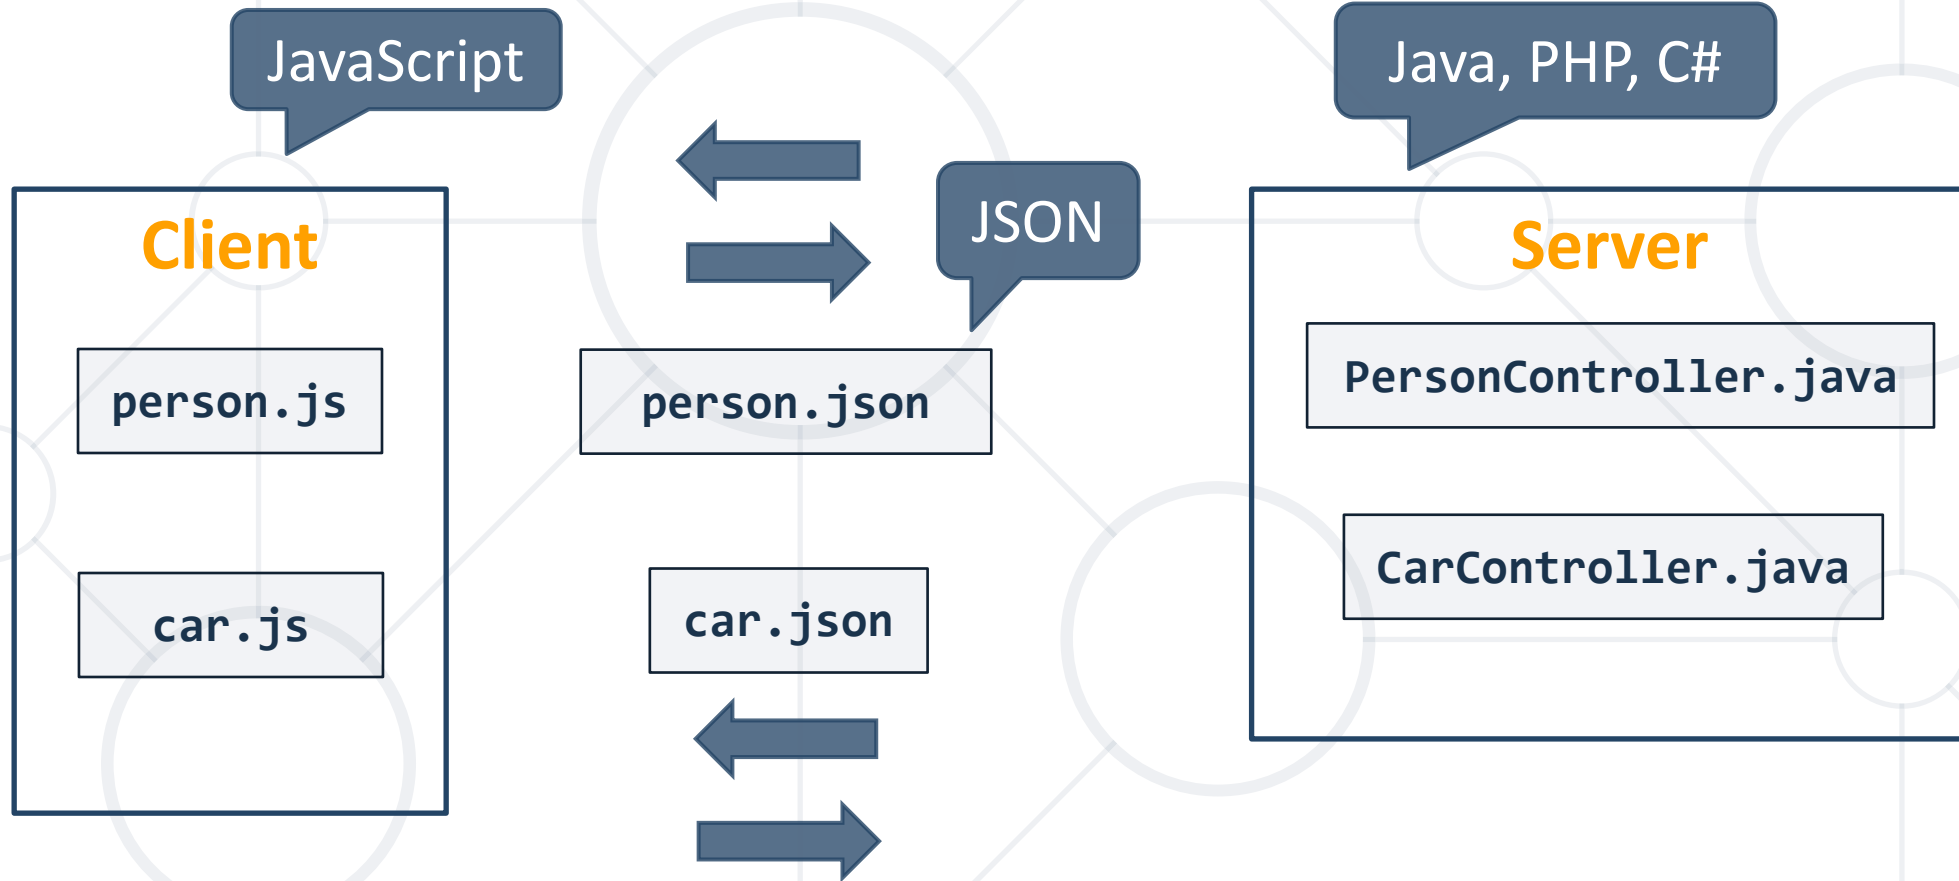 JavaScript
Java, PHP, C#
JSON
Client
Server
person.js
person.json
PersonController.java
car.js
car.json
CarController.java